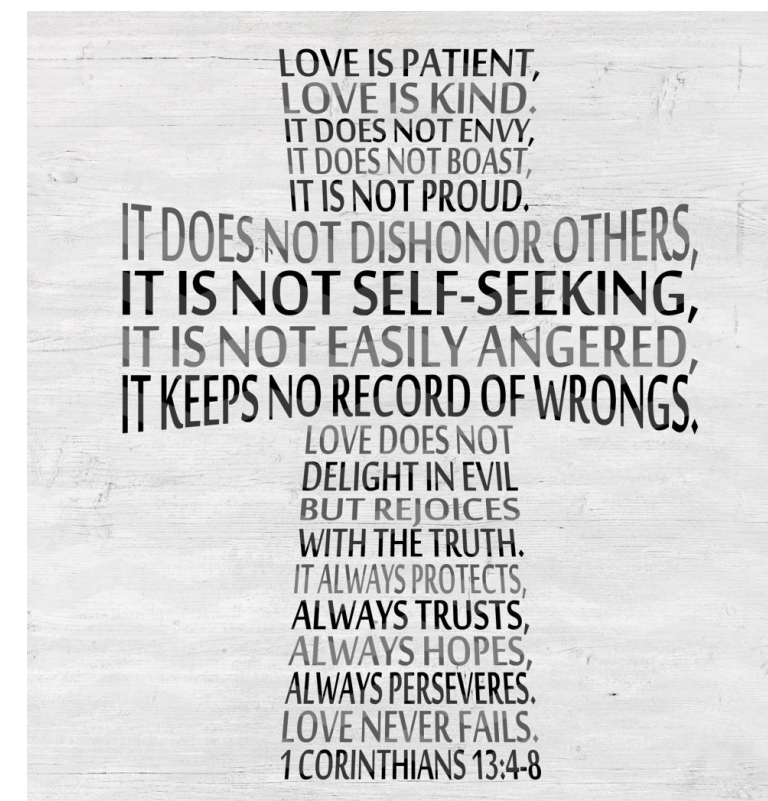 LOVE IS PATIENT,
LOVE IS KIND.
IT DOES NOT ENVY,
IT DOES NOT BOAST,
IT IS NOT PROUD.
IT DOES NOT DISHONOR OTHERS,
IT IS NOT SELF-SEEKING,
IT IS NOT EASILY ANGERED,
IT KEEPS NO RECORD OF WRONGS.
LOVE DOES NOT
DELIGHT IN EVIL
BUT REJOICES
WITH THE TRUTH.
IT ALWAYS PROTECTS,
ALWAYS TRUSTS,
ALWAYS HOPES,
ALWAYS PERSEVERES.
LOVE NEVER FAILS.
1 CORINTHIANS 13:4-8